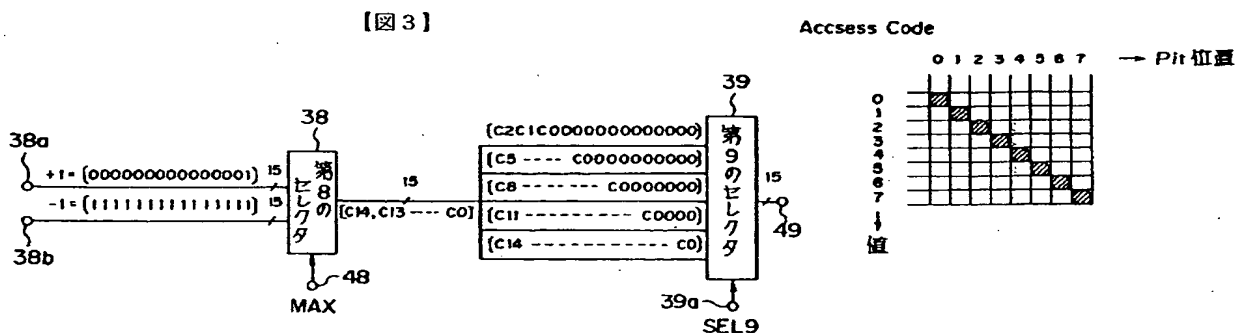 【図3】
Accsess Code
0 1 2 3 4 5 6 7 → Pit 位置
0
1
2
3
4
5
6
7
↓
値
38a
38
39
+1=(000000000000001) 15
-1=(111111111111111) 15
38b
第8のセレクタ
15
[C14,C13----C0]
{C2C1C0000000000000}
{C5 ---- C0000000000}
{C8 ------- C0000000}
{C11 --------- C0000}
{C14 ------------ C0}
第9のセレクタ
15
49
48
MAX
39a
SEL9